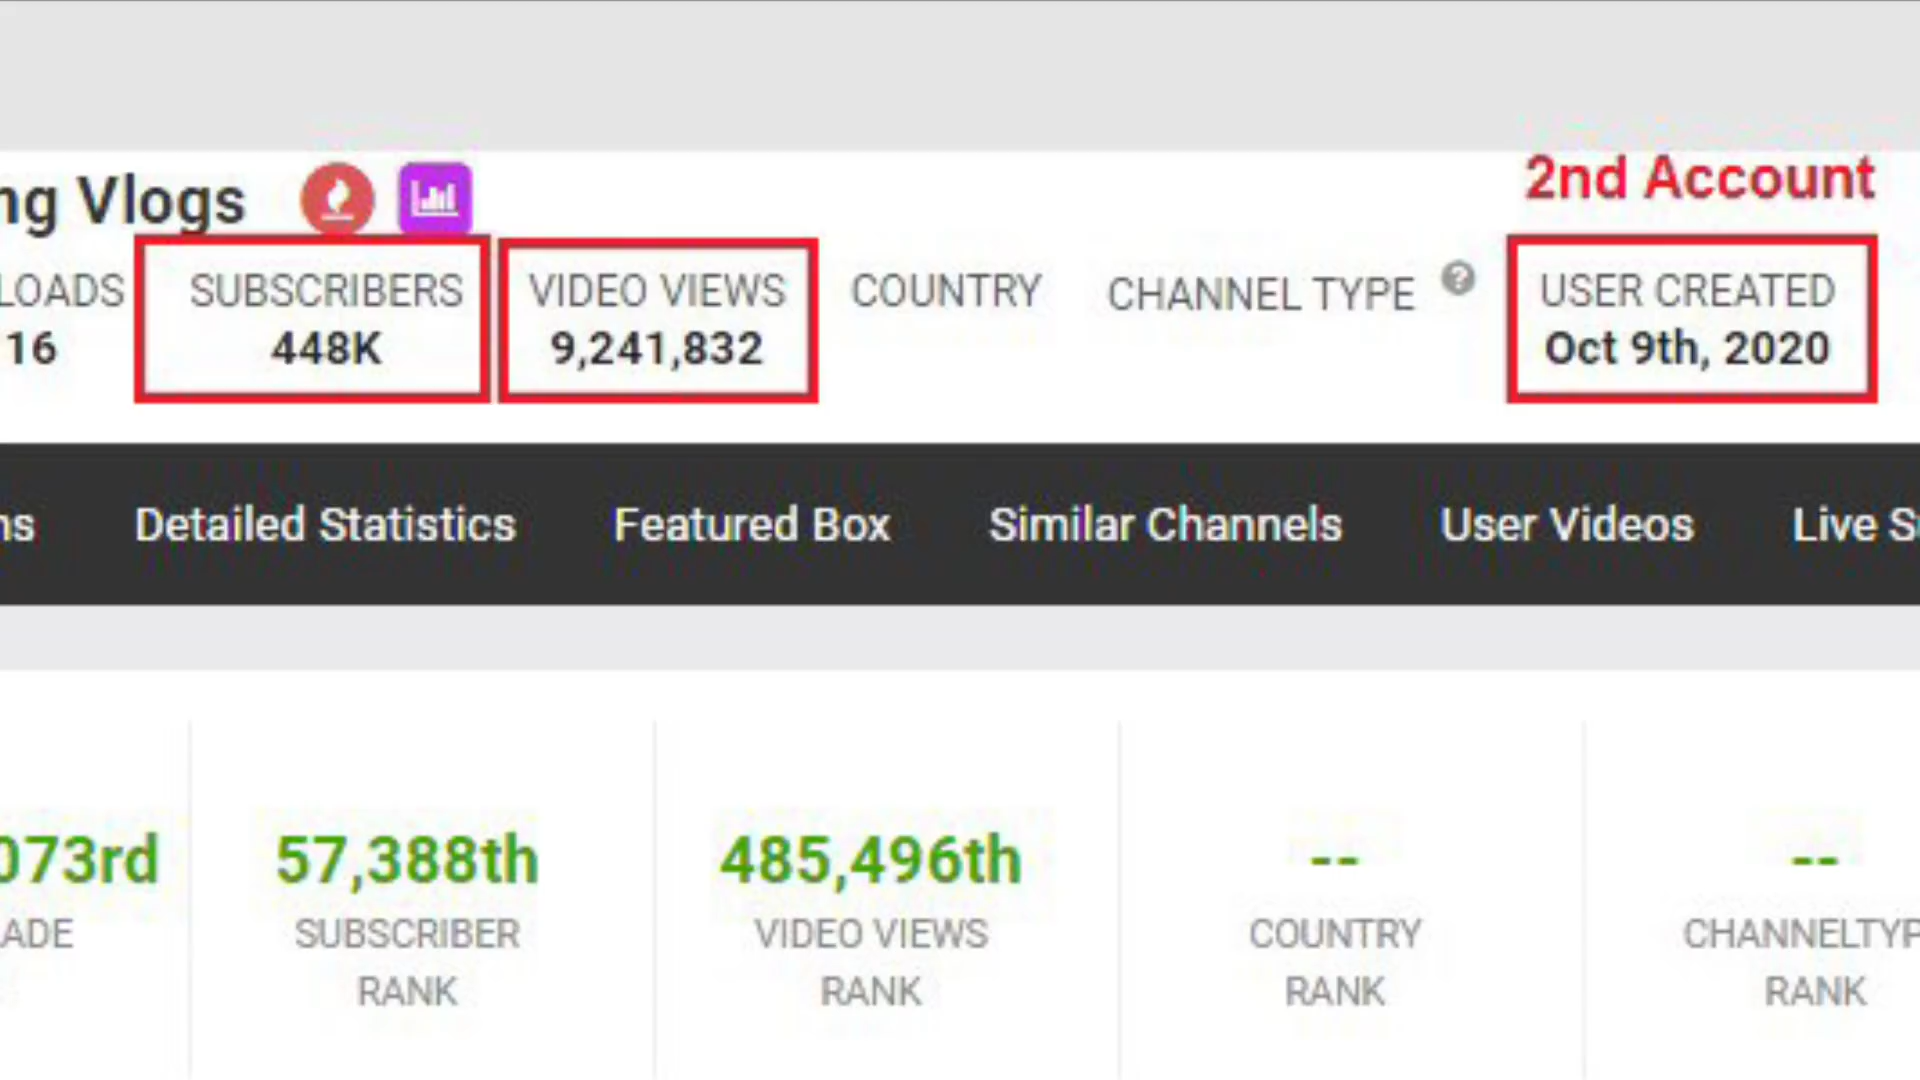 2nd Account
ng Vlogs
LOADS SUBSCRIBERS VIDEO VIEWS COUNTRY CHANNEL TYPE ? USER CREATED
16 448K 9,241,832 Oct 9th, 2020
ns Detailed Statistics Featured Box Similar Channels User Videos Live S
073rd 57,388th 485,496th -- --
ADE SUBSCRIBER VIDEO VIEWS COUNTRY CHANNELTYP
RANK RANK RANK RANK